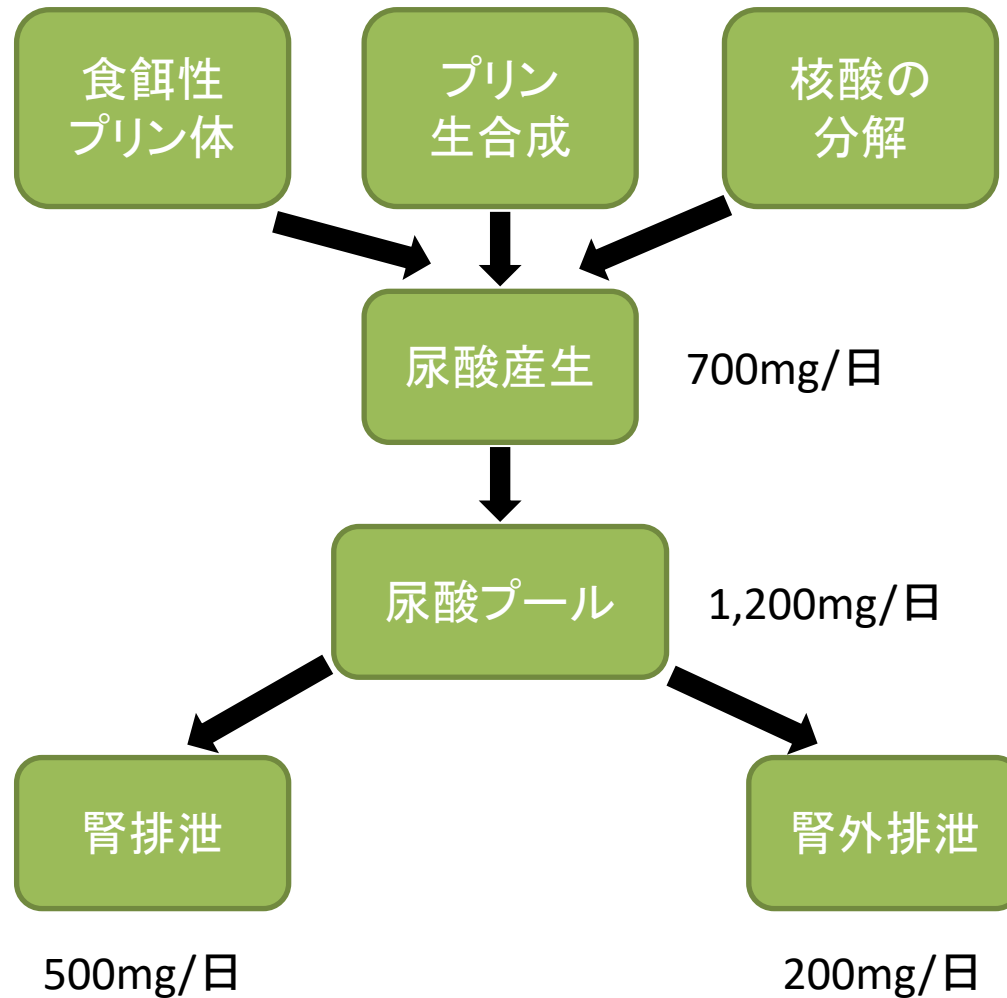 食餌性
プリン体
プリン
生合成
核酸の
分解
尿酸産生
700mg/日
尿酸プール
1,200mg/日
腎排泄
腎外排泄
500mg/日
200mg/日